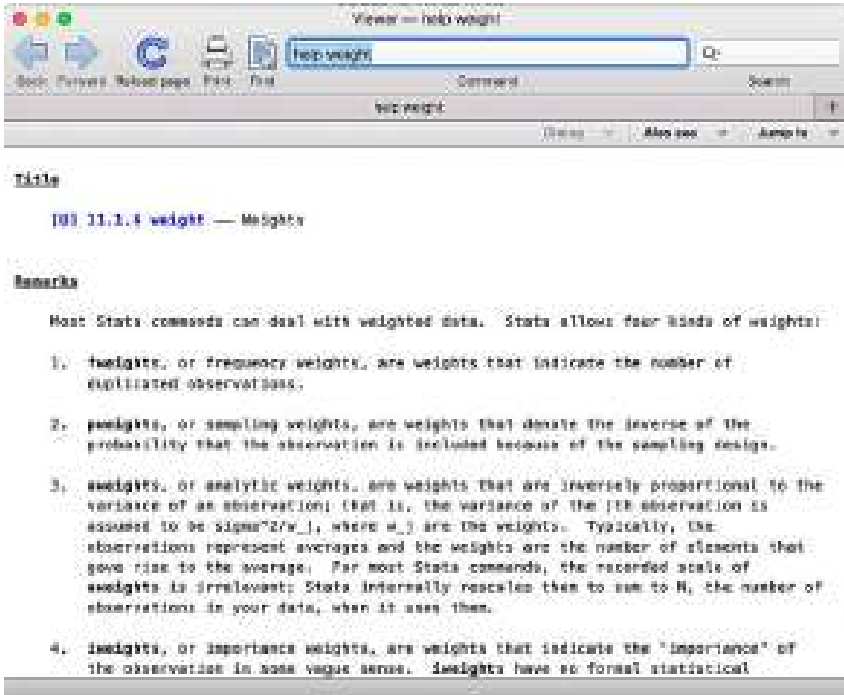 Viewer — help weight
help weight
Back Forward Reload page Print Find Command Search
help weight +
Dialog Also see Jump to
Title
[U] 11.1.6 weight — Weights
Remarks
Most Stata commands can deal with weighted data. Stata allows four kinds of weights:
1. fweights, or frequency weights, are weights that indicate the number of
duplicated observations.
2. pweights, or sampling weights, are weights that denote the inverse of the
probability that the observation is included because of the sampling design.
3. aweights, or analytic weights, are weights that are inversely proportional to the
variance of an observation; that is, the variance of the jth observation is
assumed to be sigma^2/w_j, where w_j are the weights. Typically, the
observations represent averages and the weights are the number of elements that
gave rise to the average. For most Stata commands, the recorded scale of
aweights is irrelevant; Stata internally rescales them to sum to N, the number of
observations in your data, when it uses them.
4. iweights, or importance weights, are weights that indicate the "importance" of
the observation in some vague sense. iweights have no formal statistical